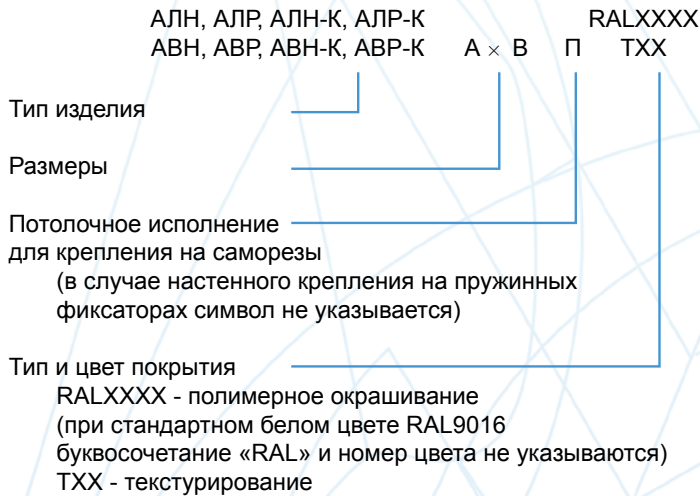 АЛН, АЛР, АЛН-К, АЛР-К RALXXXX
АВН, АВР, АВН-К, АВР-К А × В П ТХХ
Тип изделия
Размеры
Потолочное исполнение
для крепления на саморезы
(в случае настенного крепления на пружинных
фиксаторах символ не указывается)
Тип и цвет покрытия
RALXXXX - полимерное окрашивание
(при стандартном белом цвете RAL9016
буквосочетание «RAL» и номер цвета не указываются)
ТХХ - текстурирование